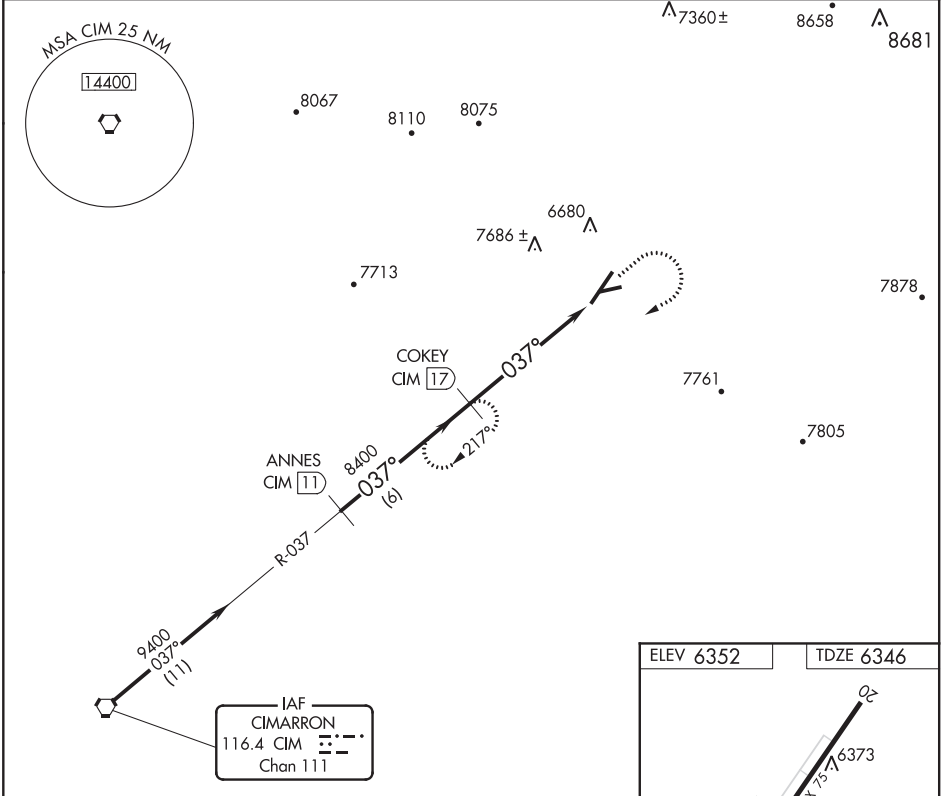 MSA CIM 25 NM
14400
7360±
8658
8681
8067
8110
8075
6680
7686 ±
7713
7878
COKEY
CIM 17
037°
7761
7805
217°
ANNES
CIM 11
8400
037°
(6)
R-037
9400
037°
(11)
IAF
CIMARRON
116.4 CIM
Chan 111
ELEV 6352
TDZE 6346
20
6373
X 75